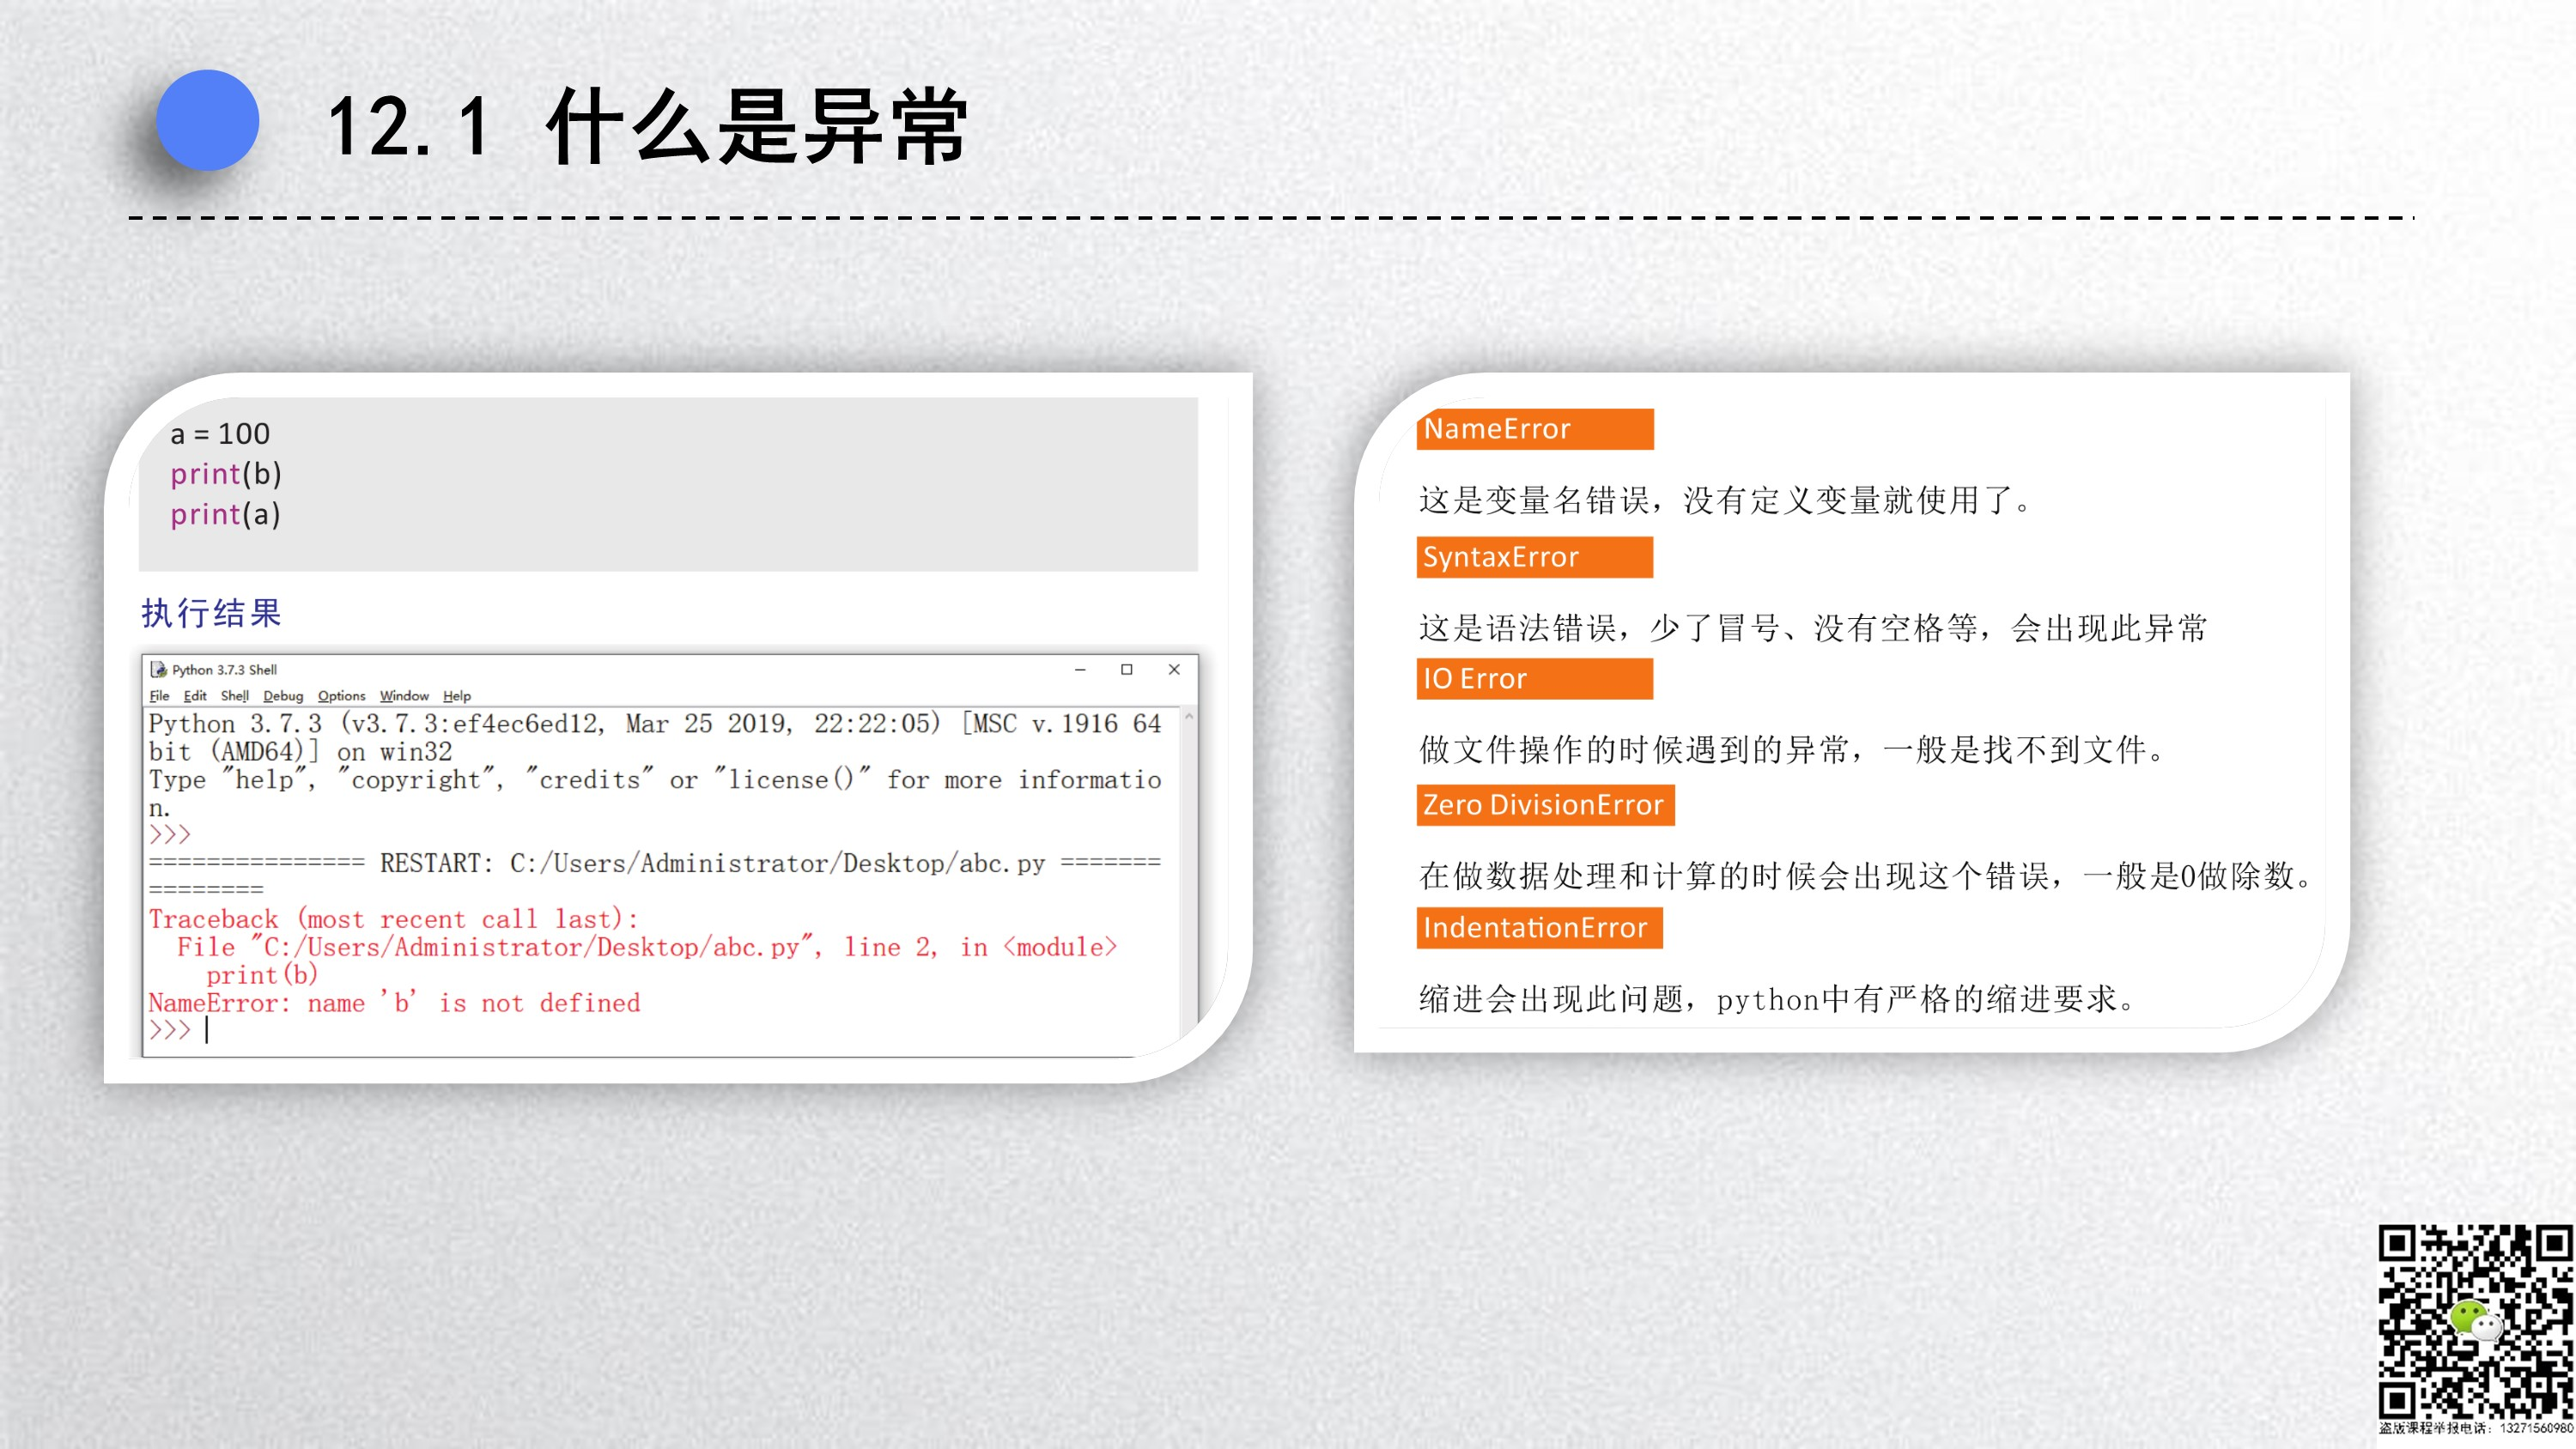 12.1 什么是异常
a = 100
print(b)
print(a)
执行结果
Python 3.7.3 Shell
File Edit Shell Debug Options Window Help
Python 3.7.3 (v3.7.3:ef4ec6ed12, Mar 25 2019, 22:22:05) [MSC v.1916 64
bit (AMD64)] on win32
Type "help", "copyright", "credits" or "license()" for more informatio
n.
>>>
=============== RESTART: C:/Users/Administrator/Desktop/abc.py =======
========
Traceback (most recent call last):
  File "C:/Users/Administrator/Desktop/abc.py", line 2, in <module>
    print(b)
NameError: name 'b' is not defined
>>>
NameError
这是变量名错误，没有定义变量就使用了。
SyntaxError
这是语法错误，少了冒号、没有空格等，会出现此异常
IO Error
做文件操作的时候遇到的异常，一般是找不到文件。
Zero DivisionError
在做数据处理和计算的时候会出现这个错误，一般是0做除数。
IndentationError
缩进会出现此问题，python中有严格的缩进要求。
盗版课程举报电话：13271560980